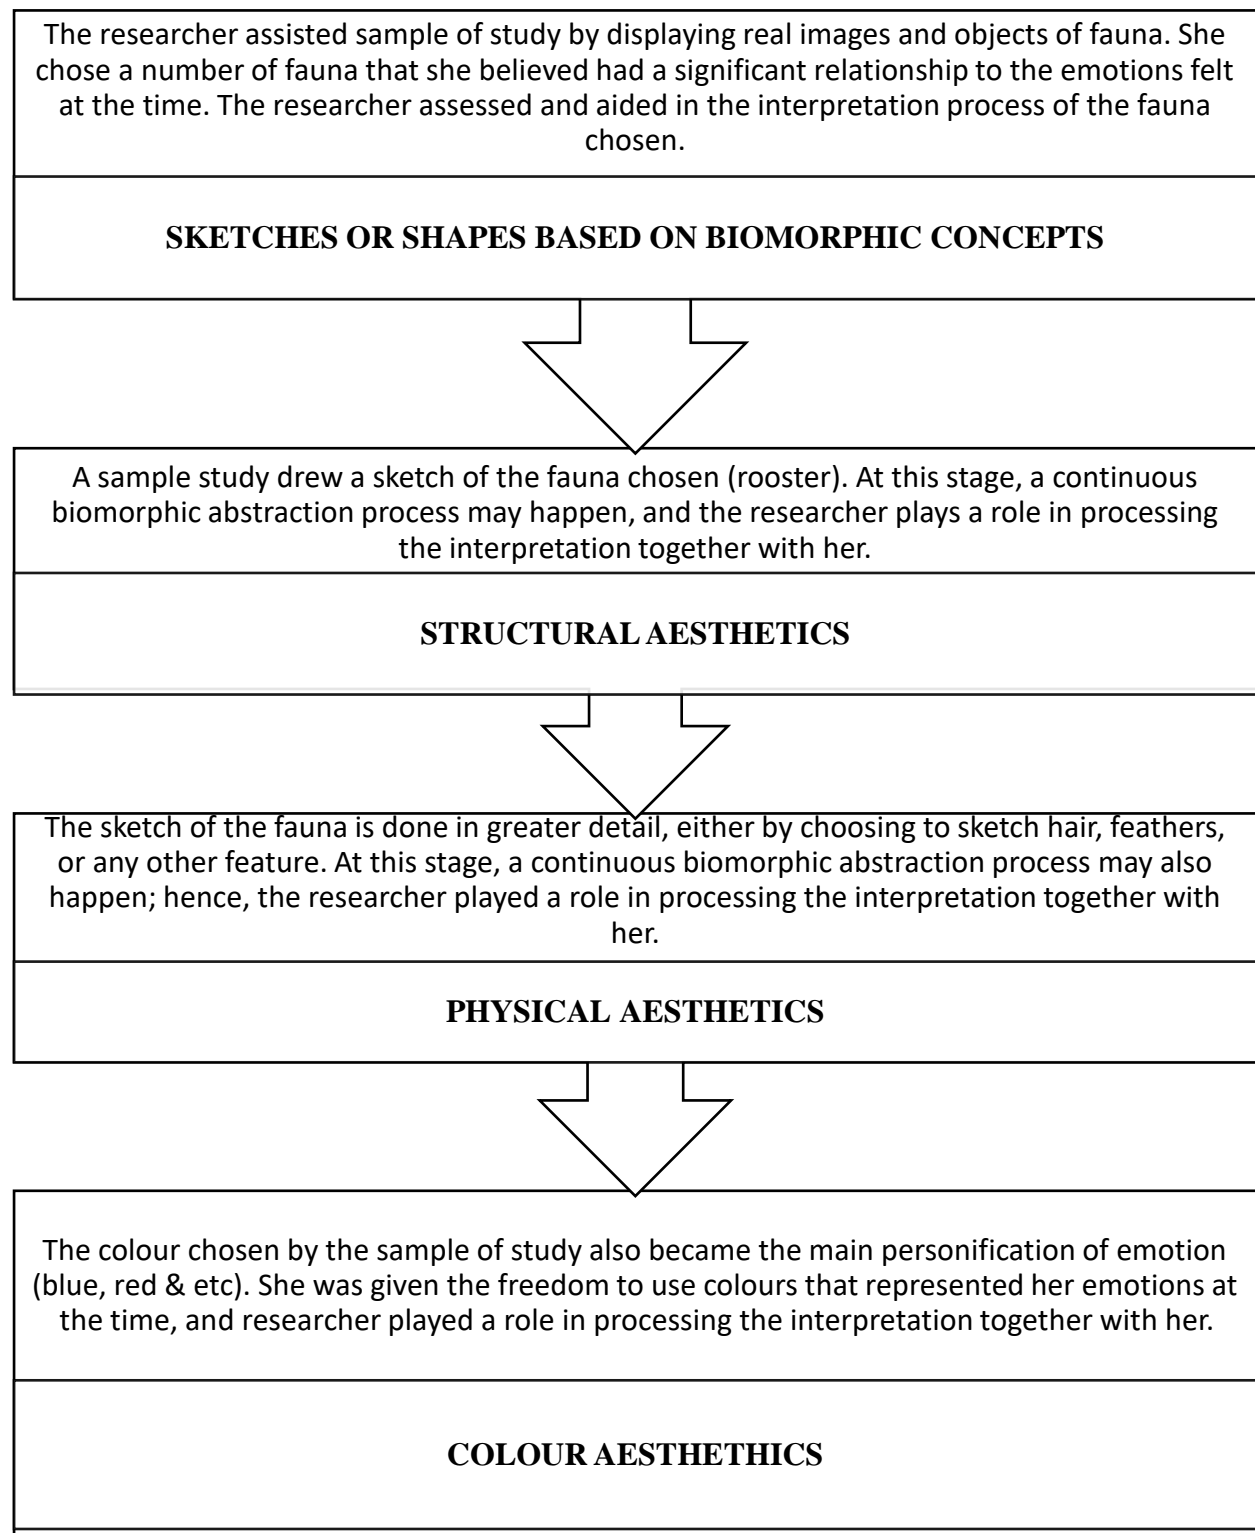 The researcher assisted sample of study by displaying real images and objects of fauna. She
chose a number of fauna that she believed had a significant relationship to the emotions felt
at the time. The researcher assessed and aided in the interpretation process of the fauna
chosen.
SKETCHES OR SHAPES BASED ON BIOMORPHIC CONCEPTS
A sample study drew a sketch of the fauna chosen (rooster). At this stage, a continuous
biomorphic abstraction process may happen, and the researcher plays a role in processing
the interpretation together with her.
STRUCTURAL AESTHETICS
The sketch of the fauna is done in greater detail, either by choosing to sketch hair, feathers,
or any other feature. At this stage, a continuous biomorphic abstraction process may also
happen; hence, the researcher played a role in processing the interpretation together with
her.
PHYSICAL AESTHETICS
The colour chosen by the sample of study also became the main personification of emotion
(blue, red & etc). She was given the freedom to use colours that represented her emotions at
the time, and researcher played a role in processing the interpretation together with her.
COLOUR AESTHETHICS